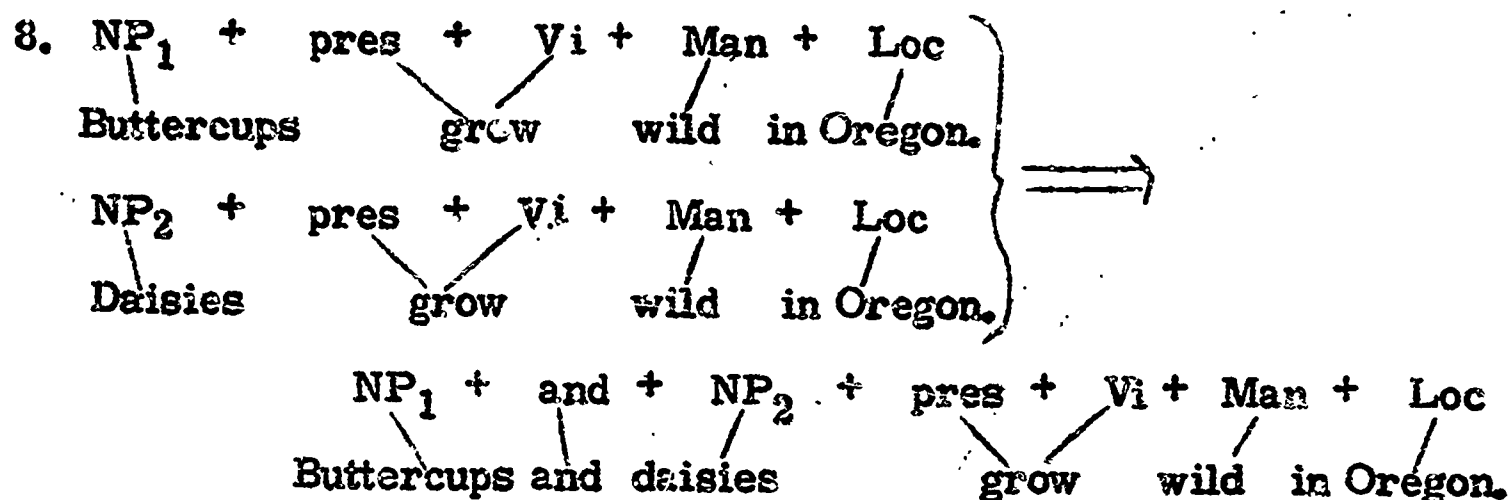 8. NP₁ + pres + Vi + Man + Loc
Buttercups grow wild in Oregon.
NP₂ + pres + Vi + Man + Loc
Daisies grow wild in Oregon.
NP₁ + and + NP₂ + pres + Vi + Man + Loc
Buttercups and daisies grow wild in Oregon.